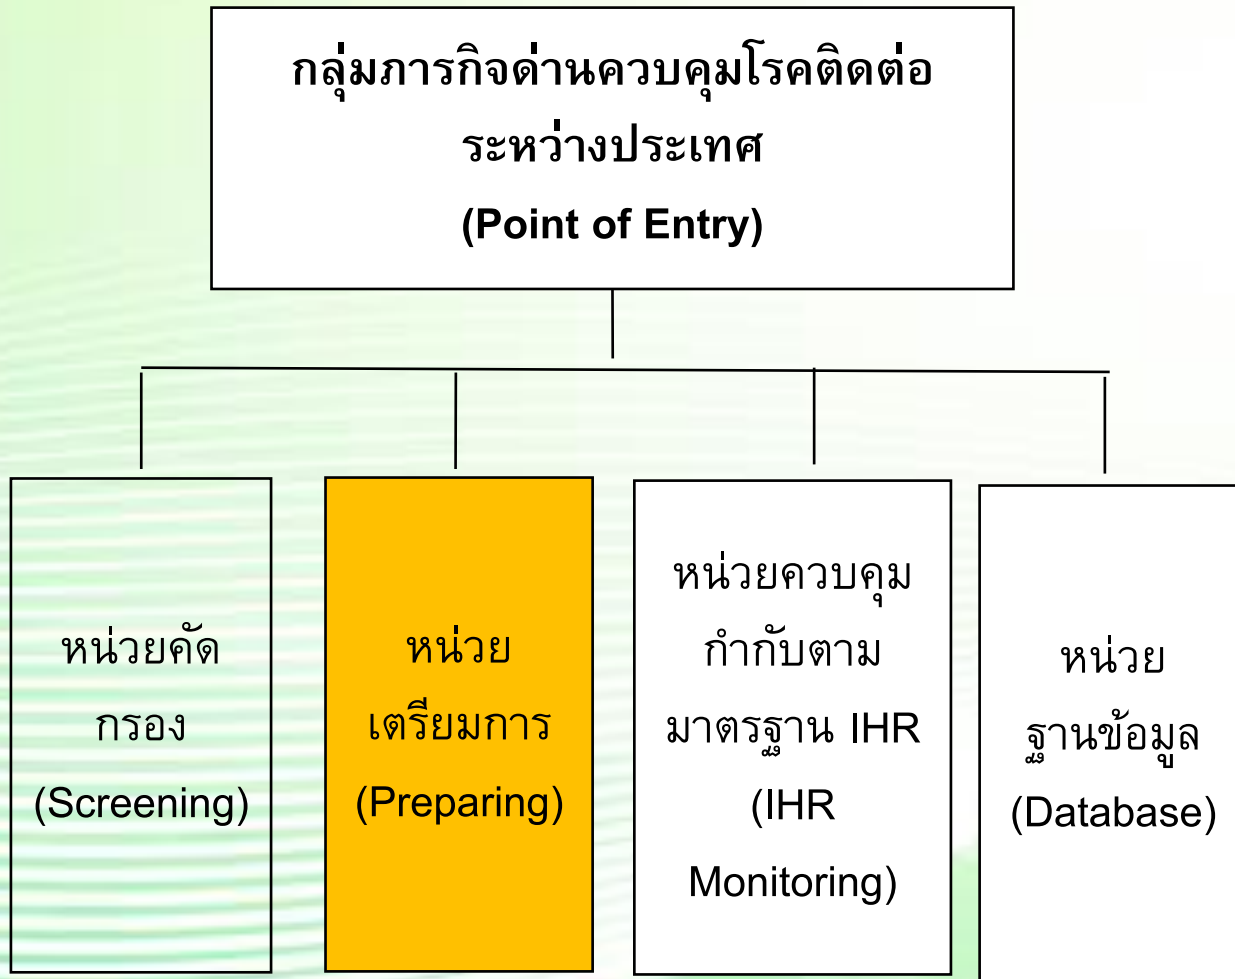 กลุ่มภารกิจด่านควบคุมโรคติดต่อ
ระหว่างประเทศ
(Point of Entry)
หน่วยคัด
กรอง
(Screening)
หน่วย
เตรียมการ
(Preparing)
หน่วยควบคุม
กำกับตาม
มาตรฐาน IHR
(IHR
Monitoring)
หน่วย
ฐานข้อมูล
(Database)